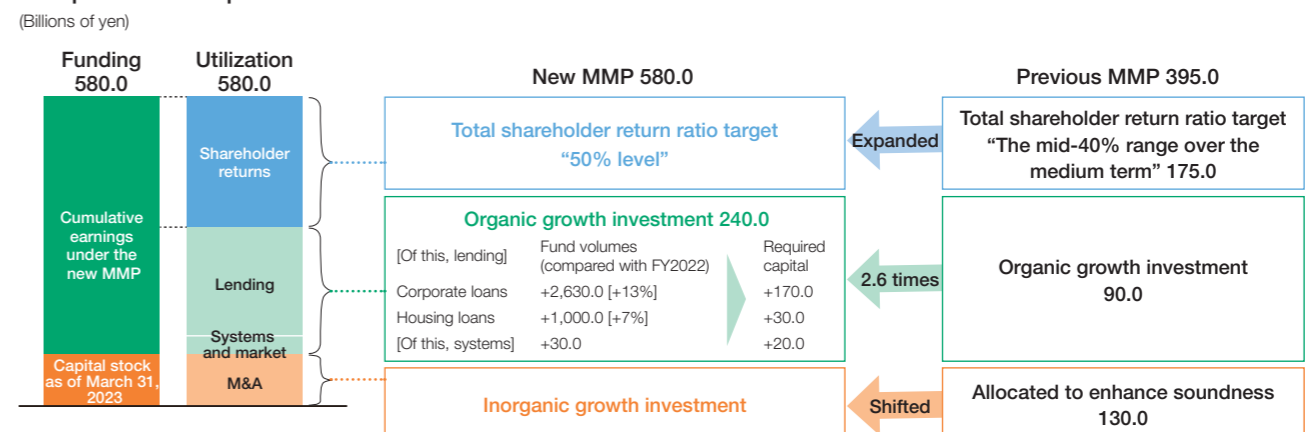 (Billions of yen)
Funding
580.0
Utilization
580.0
New MMP 580.0
Previous MMP 395.0
Cumulative
earnings
under the
new MMP
Capital stock
as of March 31,
2023
Shareholder
returns
Lending
Systems
and market
M&A
Total shareholder return ratio target
“50% level”
Expanded
Total shareholder return ratio target
“The mid-40% range over the
medium term” 175.0
Organic growth investment 240.0
[Of this, lending]
Fund volumes
(compared with FY2022)
Required
capital
Corporate loans +2,630.0 [+13%] +170.0
Housing loans +1,000.0 [+7%] +30.0
[Of this, systems] +30.0 +20.0
2.6 times
Organic growth investment
90.0
Inorganic growth investment
Shifted
Allocated to enhance soundness
130.0